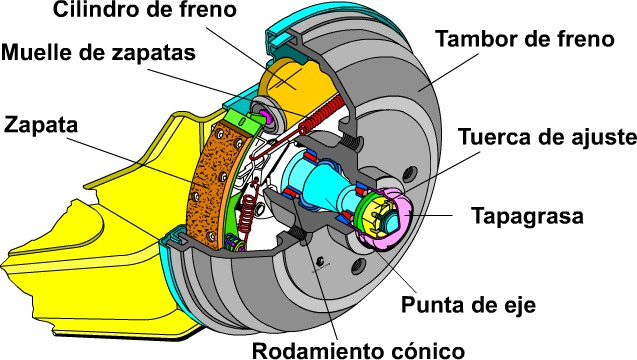 Cilindro de freno
Muelle de zapatas
Tambor de freno
Zapata
Tuerca de ajuste
Tapagrasa
Punta de eje
Rodamiento cónico